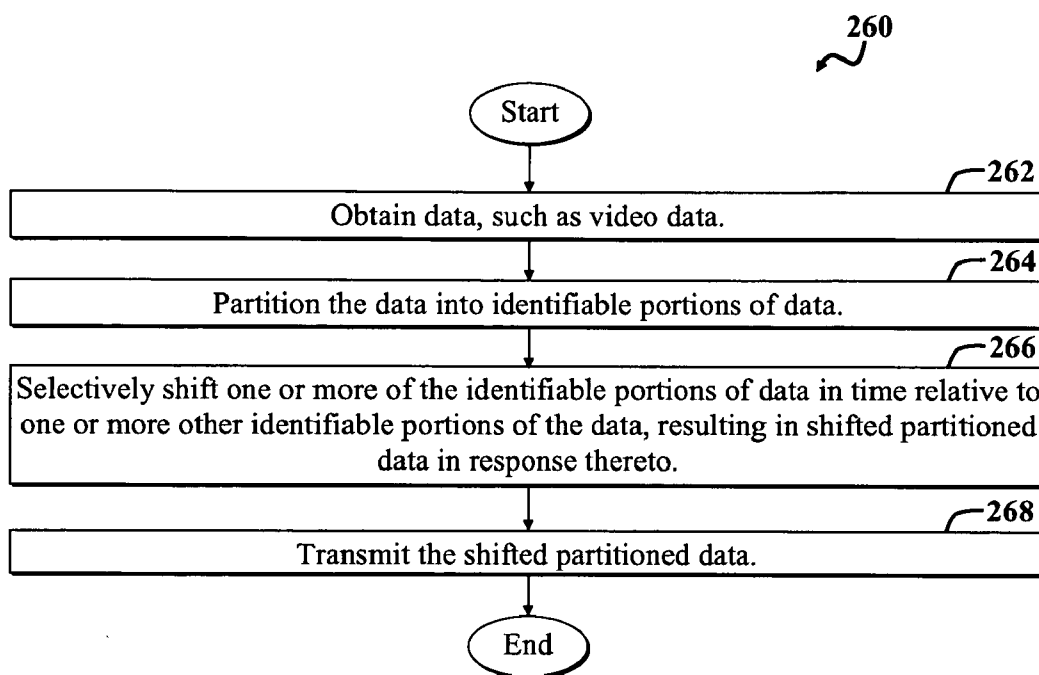 260
Start
262
Obtain data, such as video data.
264
Partition the data into identifiable portions of data.
266
Selectively shift one or more of the identifiable portions of data in time relative to
one or more other identifiable portions of the data, resulting in shifted partitioned
data in response thereto.
268
Transmit the shifted partitioned data.
End